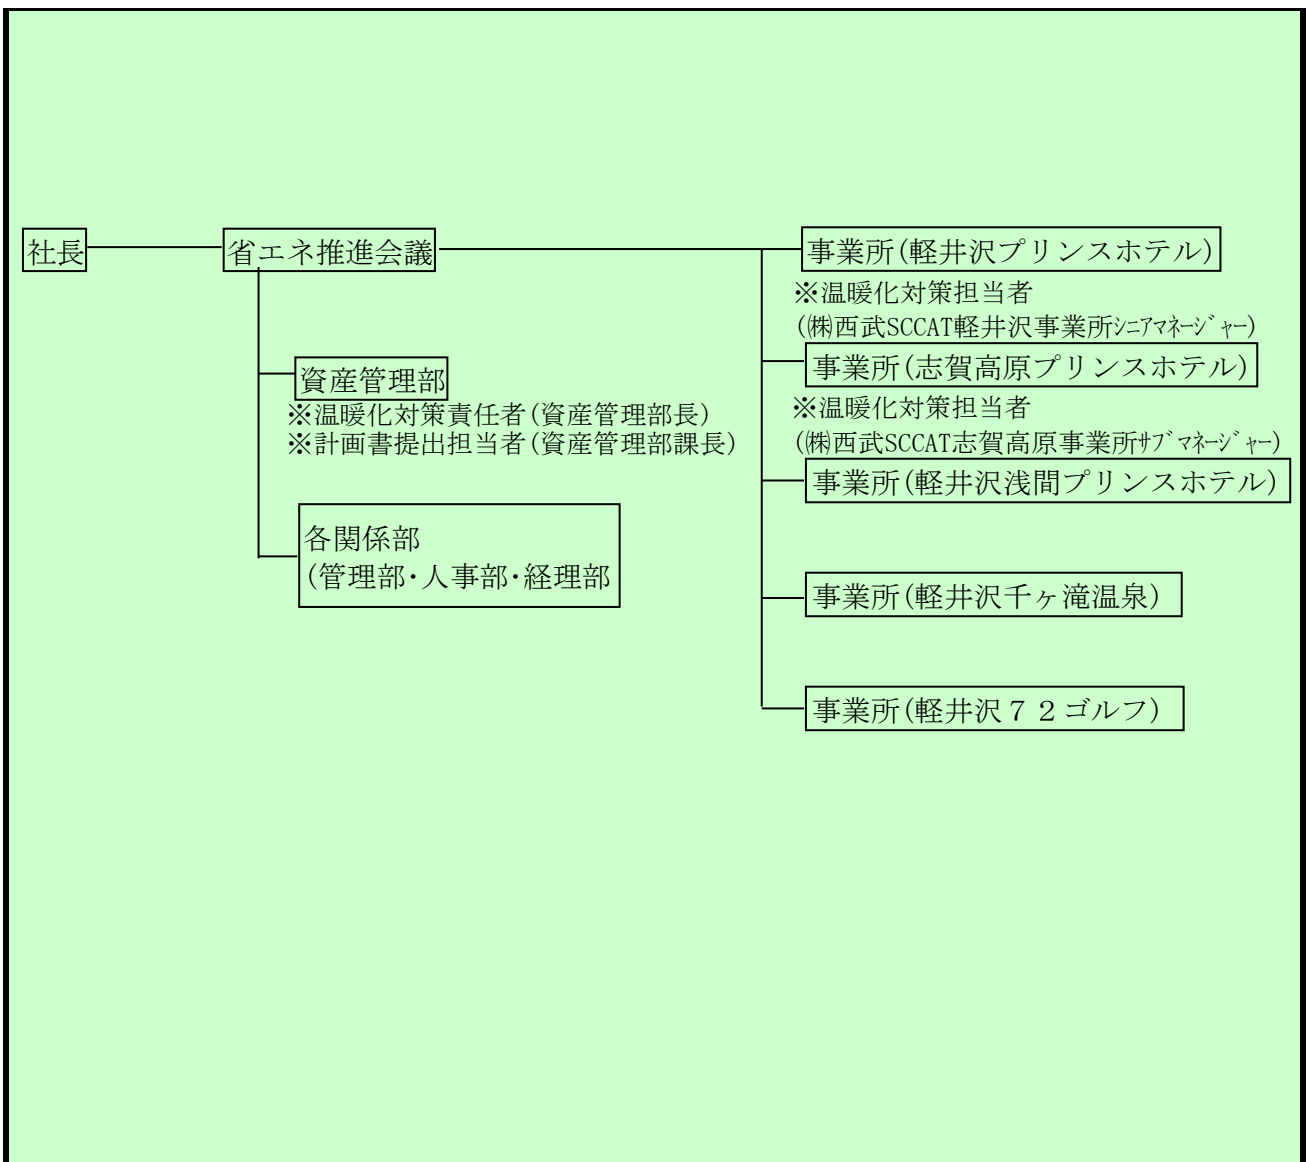 社長
省エネ推進会議
事業所(軽井沢プリンスホテル)
※温暖化対策担当者
(㈱西武SCCAT軽井沢事業所ｼﾆｱﾏﾈｰｼﾞｬｰ)
事業所(志賀高原プリンスホテル)
※温暖化対策担当者
(㈱西武SCCAT志賀高原事業所ｻﾌﾞﾏﾈｰｼﾞｬｰ)
事業所(軽井沢浅間プリンスホテル)
事業所(軽井沢千ヶ滝温泉)
事業所(軽井沢７２ゴルフ)
資産管理部
※温暖化対策責任者(資産管理部長)
※計画書提出担当者(資産管理部課長)
各関係部
(管理部･人事部･経理部